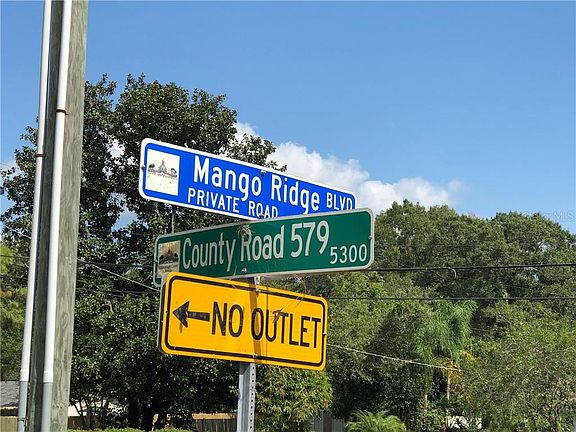 Mango Ridge BLVD
PRIVATE ROAD
County Road 579 5300
NO OUTLET